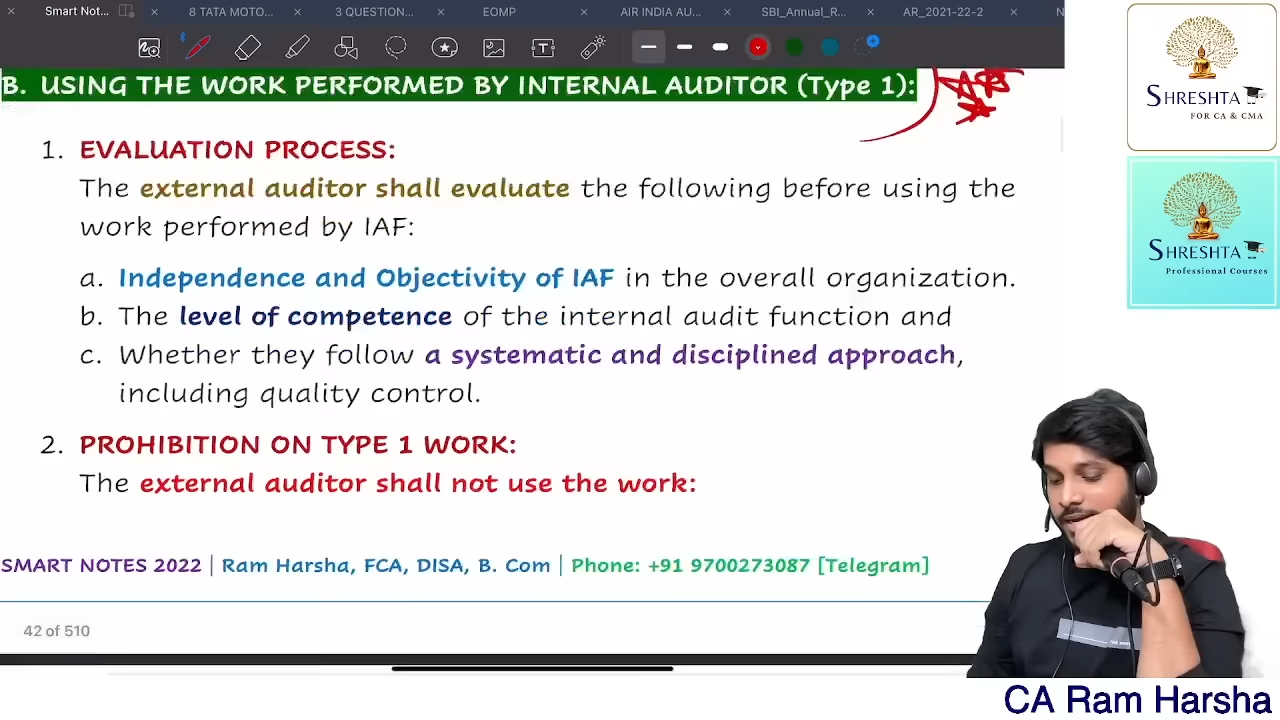 Smart Not...
8 TATA MOTO...
3 QUESTION...
EOMP
AIR INDIA AU...
SBI_Annual_R...
AR_2021-22-2
N
T
B. USING THE WORK PERFORMED BY INTERNAL AUDITOR (Type 1):
1. EVALUATION PROCESS:
The external auditor shall evaluate the following before using the
work performed by IAF:
a. Independence and Objectivity of IAF in the overall organization.
b. The level of competence of the internal audit function and
c. Whether they follow a systematic and disciplined approach,
including quality control.
2. PROHIBITION ON TYPE 1 WORK:
The external auditor shall not use the work:
SMART NOTES 2022 | Ram Harsha, FCA, DISA, B. Com | Phone: +91 9700273087 [Telegram]
42 of 510
SHRESHTA
FOR CA & CMA
SHRESHTA
Professional Courses
CA Ram Harsha